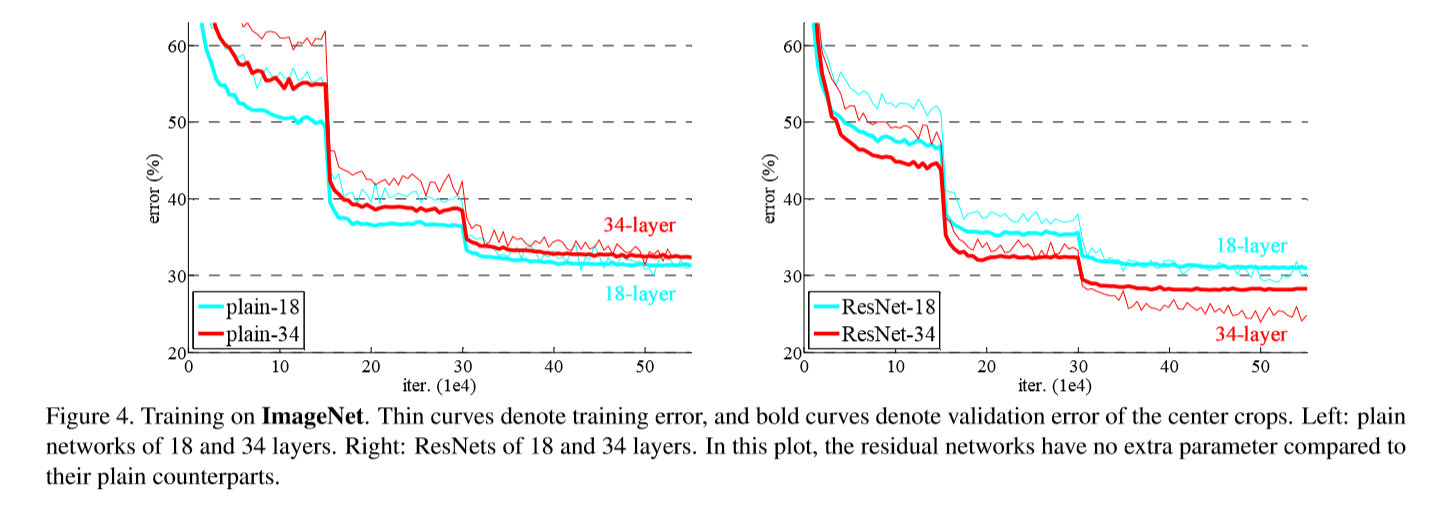 60
50
40
30
20
error (%)
34-layer
18-layer
plain-18
plain-34
0 10 20 30 40 50
iter. (1e4)
60
50
40
30
20
error (%)
18-layer
34-layer
ResNet-18
ResNet-34
0 10 20 30 40 50
iter. (1e4)
Figure 4. Training on ImageNet. Thin curves denote training error, and bold curves denote validation error of the center crops. Left: plain
networks of 18 and 34 layers. Right: ResNets of 18 and 34 layers. In this plot, the residual networks have no extra parameter compared to
their plain counterparts.